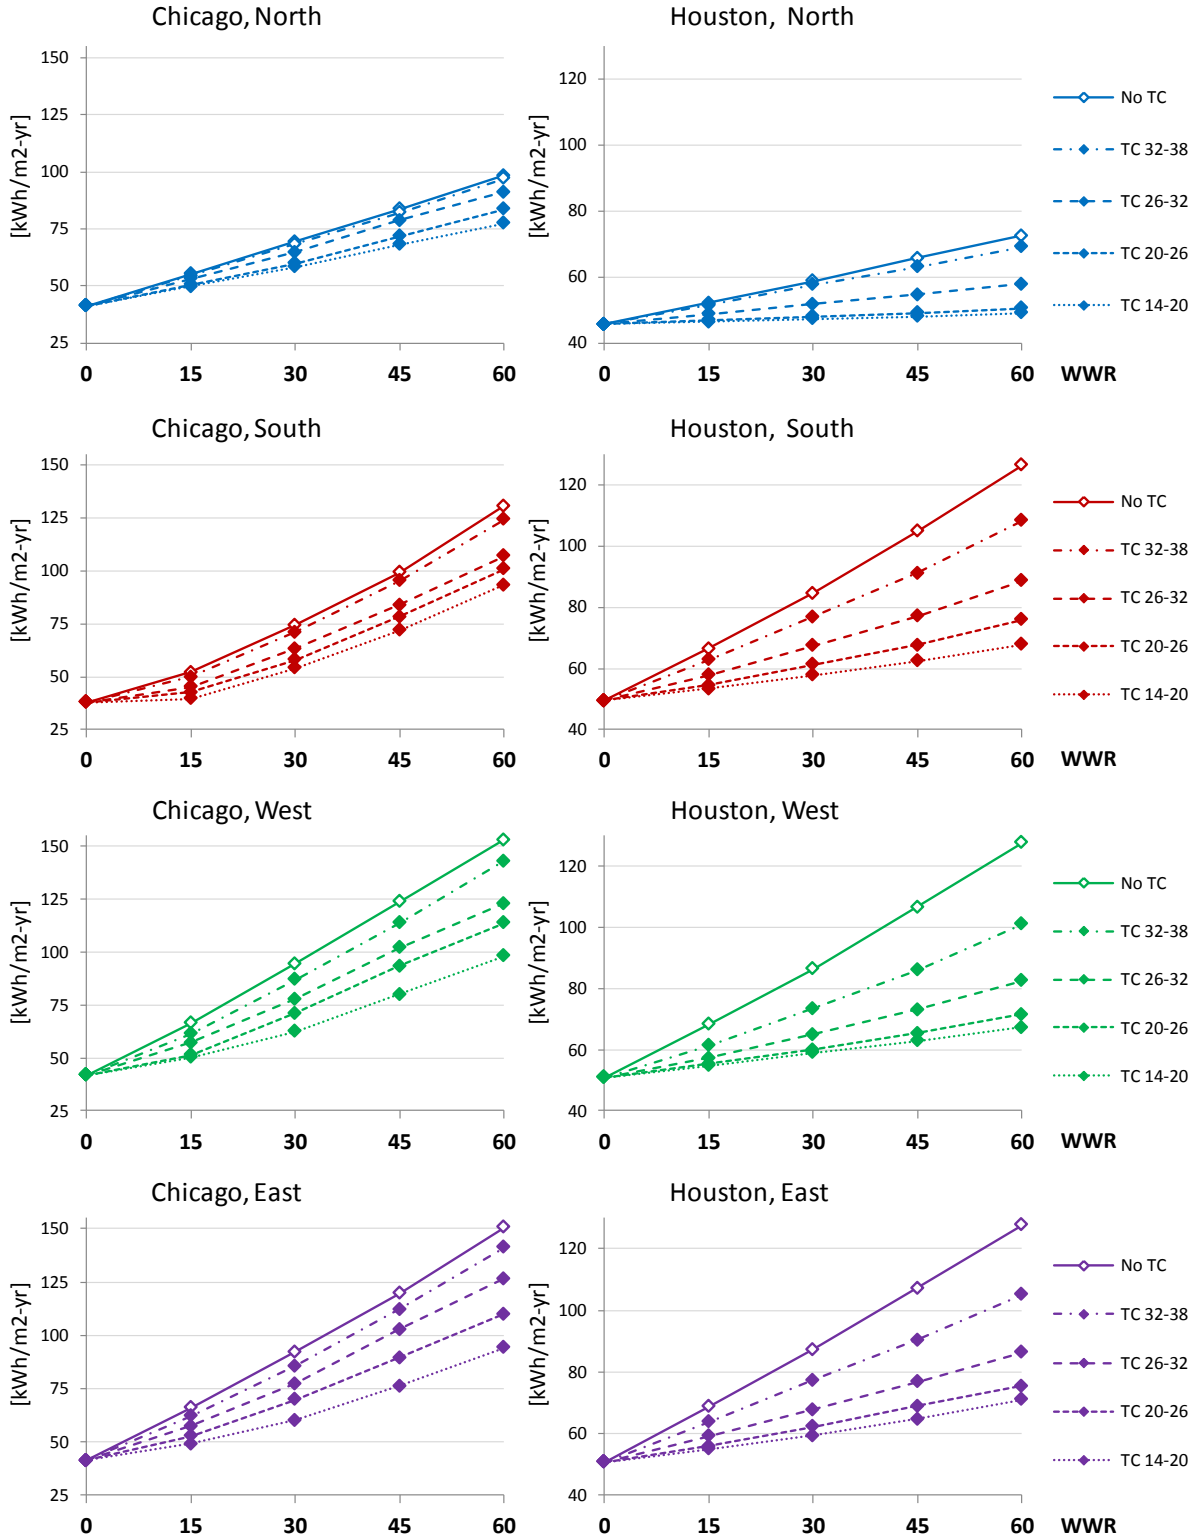 Chicago, North
Houston, North
[kWh/m2-yr]
150
125
100
75
50
25
0 15 30 45 60
[kWh/m2-yr]
120
100
80
60
40
0 15 30 45 60 WWR
No TC
TC 32-38
TC 26-32
TC 20-26
TC 14-20
Chicago, South
Houston, South
[kWh/m2-yr]
150
125
100
75
50
25
0 15 30 45 60
[kWh/m2-yr]
120
100
80
60
40
0 15 30 45 60 WWR
No TC
TC 32-38
TC 26-32
TC 20-26
TC 14-20
Chicago, West
Houston, West
[kWh/m2-yr]
150
125
100
75
50
25
0 15 30 45 60
[kWh/m2-yr]
120
100
80
60
40
0 15 30 45 60 WWR
No TC
TC 32-38
TC 26-32
TC 20-26
TC 14-20
Chicago, East
Houston, East
[kWh/m2-yr]
150
125
100
75
50
25
0 15 30 45 60
[kWh/m2-yr]
120
100
80
60
40
0 15 30 45 60 WWR
No TC
TC 32-38
TC 26-32
TC 20-26
TC 14-20